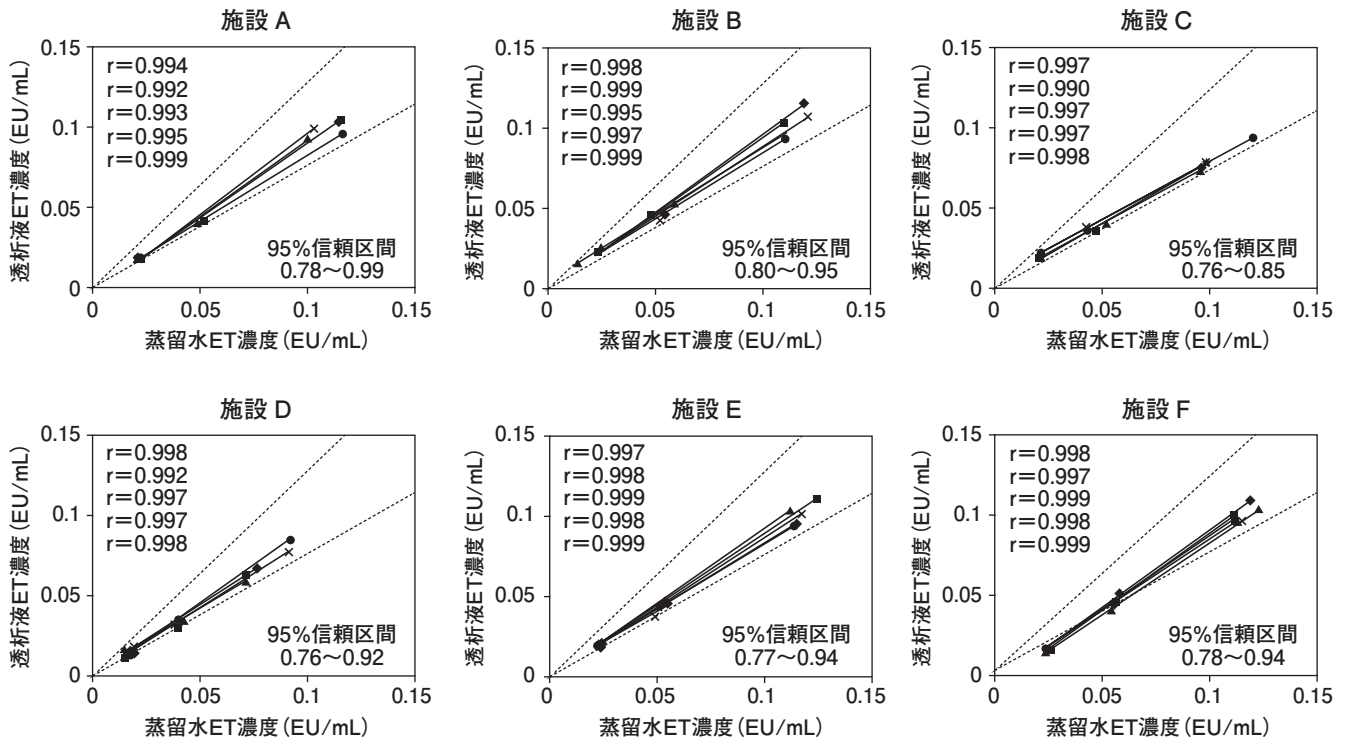 施設 A
0.15
0.1
0.05
0
透析液ET濃度(EU/mL)
r=0.994
r=0.992
r=0.993
r=0.995
r=0.999
95%信頼区間
0.78〜0.99
0 0.05 0.1 0.15
蒸留水ET濃度(EU/mL)
施設 B
0.15
0.1
0.05
0
透析液ET濃度(EU/mL)
r=0.998
r=0.999
r=0.995
r=0.997
r=0.999
95%信頼区間
0.80〜0.95
0 0.05 0.1 0.15
蒸留水ET濃度(EU/mL)
施設 C
0.15
0.1
0.05
0
透析液ET濃度(EU/mL)
r=0.997
r=0.990
r=0.997
r=0.997
r=0.998
95%信頼区間
0.76〜0.85
0 0.05 0.1 0.15
蒸留水ET濃度(EU/mL)
施設 D
0.15
0.1
0.05
0
透析液ET濃度(EU/mL)
r=0.998
r=0.992
r=0.997
r=0.997
r=0.998
95%信頼区間
0.76〜0.92
0 0.05 0.1 0.15
蒸留水ET濃度(EU/mL)
施設 E
0.15
0.1
0.05
0
透析液ET濃度(EU/mL)
r=0.997
r=0.998
r=0.999
r=0.998
r=0.999
95%信頼区間
0.77〜0.94
0 0.05 0.1 0.15
蒸留水ET濃度(EU/mL)
施設 F
0.15
0.1
0.05
0
透析液ET濃度(EU/mL)
r=0.998
r=0.997
r=0.999
r=0.998
r=0.999
95%信頼区間
0.78〜0.94
0 0.05 0.1 0.15
蒸留水ET濃度(EU/mL)